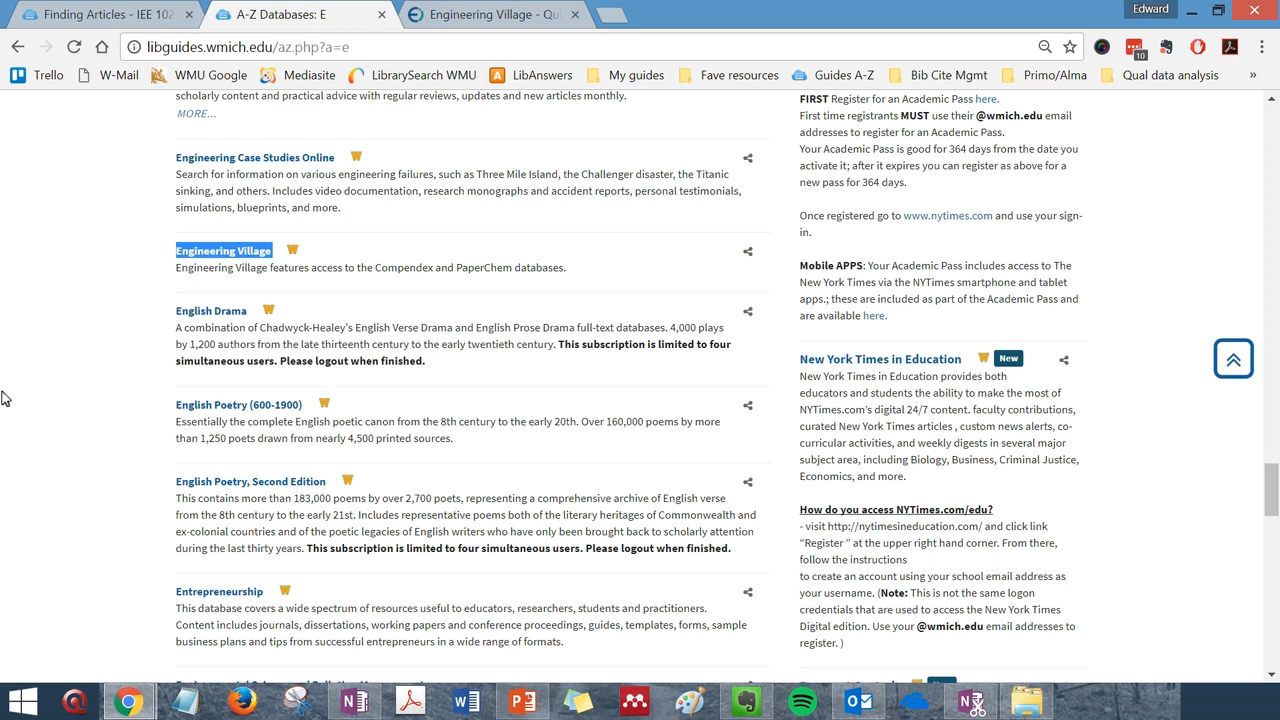 Finding Articles - IEE 102
A-Z Databases: E
Engineering Village - Qui
Edward
libguides.wmich.edu/az.php?a=e
10
Trello
W-Mail
WMU Google
Mediasite
LibrarySearch WMU
LibAnswers
My guides
Fave resources
Guides A-Z
Bib Cite Mgmt
Primo/Alma
Qual data analysis
»
scholarly content and practical advice with regular reviews, updates and new articles monthly.
MORE...
Engineering Case Studies Online
Search for information on various engineering failures, such as Three Mile Island, the Challenger disaster, the Titanic
sinking, and others. Includes video documentation, research monographs and accident reports, personal testimonials,
simulations, blueprints, and more.
Engineering Village
Engineering Village features access to the Compendex and PaperChem databases.
English Drama
A combination of Chadwyck-Healey's English Verse Drama and English Prose Drama full-text databases. 4,000 plays
by 1,200 authors from the late thirteenth century to the early twentieth century. This subscription is limited to four
simultaneous users. Please logout when finished.
English Poetry (600-1900)
Essentially the complete English poetic canon from the 8th century to the early 20th. Over 160,000 poems by more
than 1,250 poets drawn from nearly 4,500 printed sources.
English Poetry, Second Edition
This contains more than 183,000 poems by over 2,700 poets, representing a comprehensive archive of English verse
from the 8th century to the early 21st. Includes representative poems both of the literary heritages of Commonwealth and
ex-colonial countries and of the poetic legacies of English writers who have only been brought back to scholarly attention
during the last thirty years. This subscription is limited to four simultaneous users. Please logout when finished.
Entrepreneurship
This database covers a wide spectrum of resources useful to educators, researchers, students and practitioners.
Content includes journals, dissertations, working papers and conference proceedings, guides, templates, forms, sample
business plans and tips from successful entrepreneurs in a wide range of formats.
FIRST Register for an Academic Pass here.
First time registrants MUST use their @wmich.edu email
addresses to register for an Academic Pass.
Your Academic Pass is good for 364 days from the date you
activate it; after it expires you can register as above for a
new pass for 364 days.
Once registered go to www.nytimes.com and use your sign-
in.
Mobile APPS: Your Academic Pass includes access to The
New York Times via the NYTimes smartphone and tablet
apps.; these are included as part of the Academic Pass and
are available here.
New York Times in Education New
New York Times in Education provides both
educators and students the ability to make the most of
NYTimes.com's digital 24/7 content. faculty contributions,
curated New York Times articles , custom news alerts, co-
curricular activities, and weekly digests in several major
subject area, including Biology, Business, Criminal Justice,
Economics, and more.
How do you access NYTimes.com/edu?
- visit http://nytimesineducation.com/ and click link
“Register ” at the upper right hand corner. From there,
follow the instructions
to create an account using your school email address as
your username. (Note: This is not the same logon
credentials that are used to access the New York Times
Digital edition. Use your @wmich.edu email addresses to
register. )